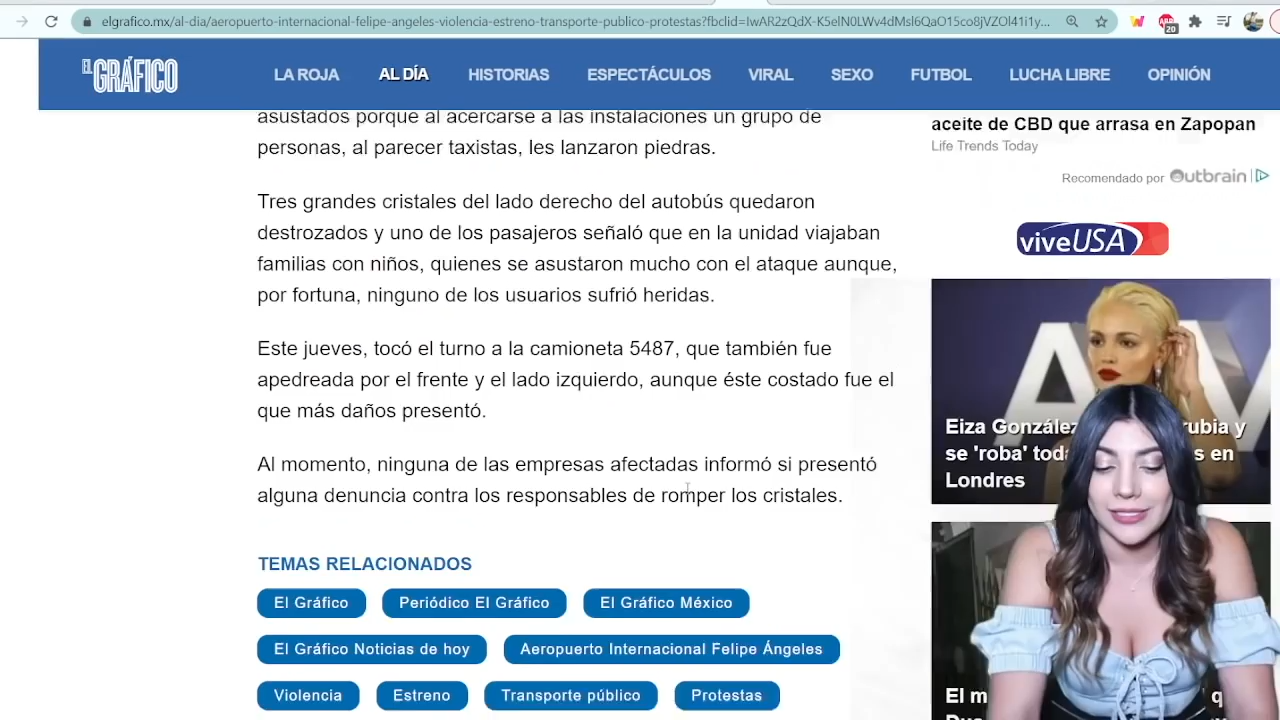 elgrafico.mx/al-dia/aeropuerto-internacional-felipe-angeles-violencia-estreno-transporte-publico-protestas?fbclid=
20
EL GRÁFICO
LA ROJA
AL DÍA
HISTORIAS
ESPECTÁCULOS
VIRAL
SEXO
FUTBOL
LUCHA LIBRE
OPINIÓN
asustados porque al acercarse a las instalaciones un grupo de
personas, al parecer taxistas, les lanzaron piedras.
Tres grandes cristales del lado derecho del autobús quedaron
destrozados y uno de los pasajeros señaló que en la unidad viajaban
familias con niños, quienes se asustaron mucho con el ataque aunque,
por fortuna, ninguno de los usuarios sufrió heridas.
Este jueves, tocó el turno a la camioneta 5487, que también fue
apedreada por el frente y el lado izquierdo, aunque éste costado fue el
que más daños presentó.
Al momento, ninguna de las empresas afectadas informó si presentó
alguna denuncia contra los responsables de romper los cristales.
TEMAS RELACIONADOS
El Gráfico
Periódico El Gráfico
El Gráfico México
El Gráfico Noticias de hoy
Aeropuerto Internacional Felipe Ángeles
Violencia
Estreno
Transporte público
Protestas
aceite de CBD que arrasa en Zapopan
Life Trends Today
Recomendado por Outbrain
viveUSA
Eiza González rubia y
se 'roba' en
Londres
El